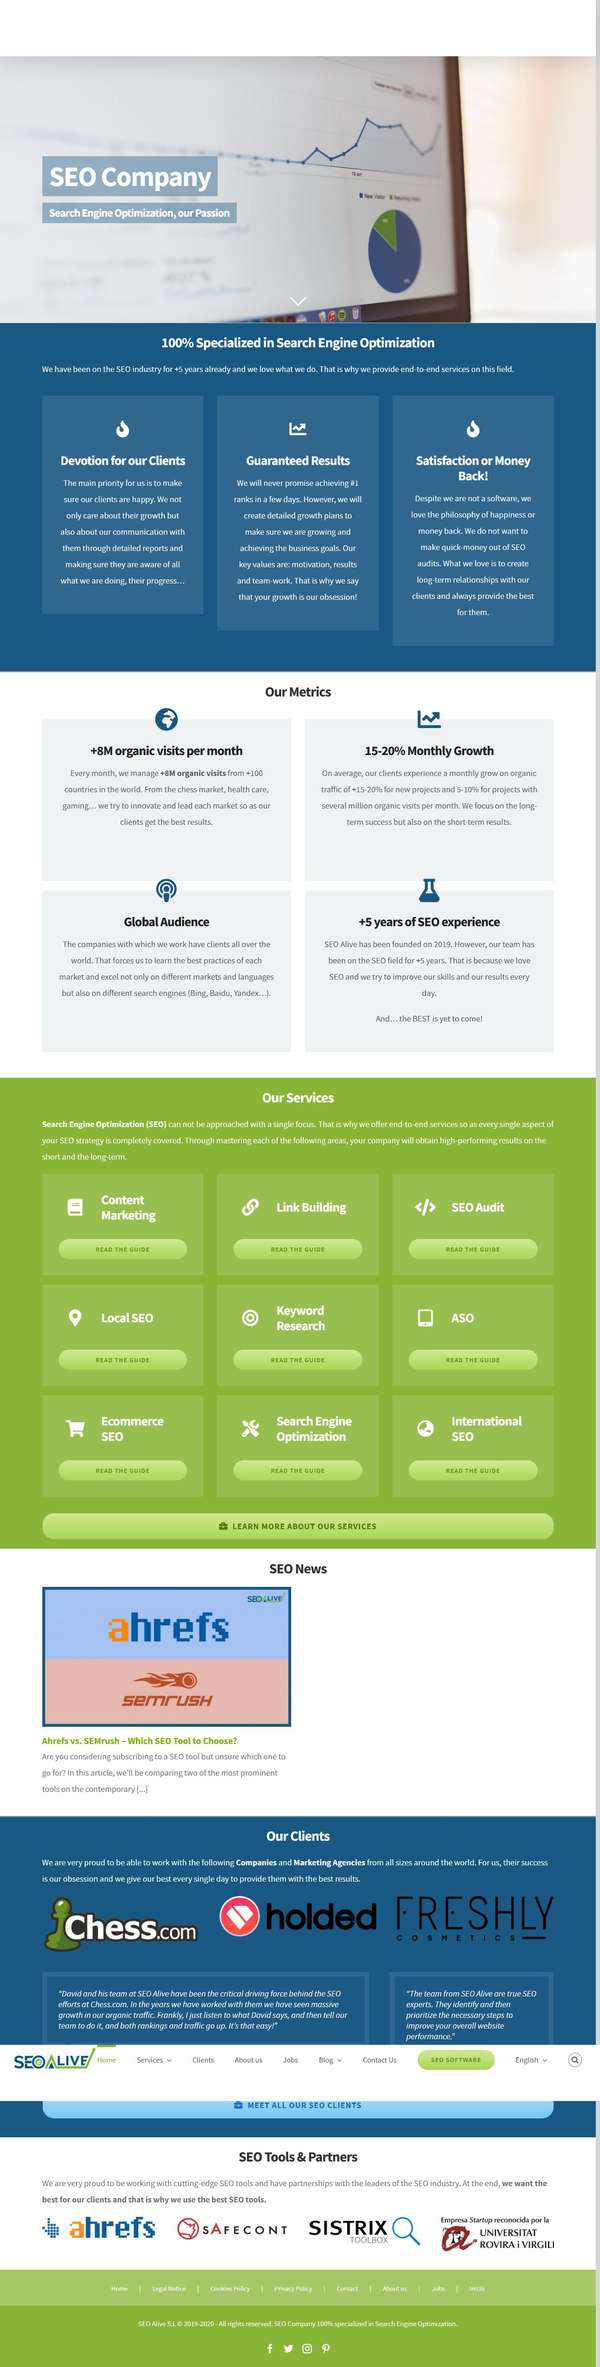 SEO Company
Search Engine Optimization, our Passion
New Visitor
Returning Visitor
100% Specialized in Search Engine Optimization
We have been on the SEO industry for +5 years already and we love what we do. That is why we provide end-to-end services on this field.
Devotion for our Clients
The main priority for us is to make
sure our clients are happy. We not
only care about their growth but
also about our communication with
them through detailed reports and
making sure they are aware of all
what we are doing, their progress…
Guaranteed Results
We will never promise achieving #1
ranks in a few days. However, we will
create detailed growth plans to
make sure we are growing and
achieving the business goals. Our
key values are: motivation, results
and team-work. That is why we say
that your growth is our obsession!
Satisfaction or Money
Back!
Despite we are not a software, we
love the philosophy of happiness or
money back. We do not want to
make quick-money out of SEO
audits. What we love is to create
long-term relationships with our
clients and always provide the best
for them.
Our Metrics
+8M organic visits per month
Every month, we manage +8M organic visits from +100
countries in the world. From the chess market, health care,
gaming… we try to innovate and lead each market so as our
clients get the best results.
15-20% Monthly Growth
On average, our clients experience a monthly grow on organic
traffic of +15-20% for new projects and 5-10% for projects with
several million organic visits per month. We focus on the long-
term success but also on the short-term results.
Global Audience
The companies with which we work have clients all over the
world. That forces us to learn the best practices of each
market and excel not only on different markets and languages
but also on different search engines (Bing, Baidu, Yandex…).
+5 years of SEO experience
SEO Alive has been founded on 2019. However, our team has
been on the SEO field for +5 years. That is because we love
SEO and we try to improve our skills and our results every
day.
And… the BEST is yet to come!
Our Services
Search Engine Optimization (SEO) can not be approached with a single focus. That is why we offer end-to-end services so as every single aspect of
your SEO strategy is completely covered. Through mastering each of the following areas, your company will obtain high-performing results on the
short and the long-term.
Content
Marketing
READ THE GUIDE
Link Building
READ THE GUIDE
SEO Audit
READ THE GUIDE
Local SEO
READ THE GUIDE
Keyword
Research
READ THE GUIDE
ASO
READ THE GUIDE
Ecommerce
SEO
READ THE GUIDE
Search Engine
Optimization
READ THE GUIDE
International
SEO
READ THE GUIDE
LEARN MORE ABOUT OUR SERVICES
SEO News
SEOALIVE
ahrefs
semrush
Ahrefs vs. SEMrush – Which SEO Tool to Choose?
Are you considering subscribing to a SEO tool but unsure which one to
go for? In this article, we'll be comparing two of the most prominent
tools on the contemporary [...]
Our Clients
We are very proud to be able to work with the following Companies and Marketing Agencies from all sizes around the world. For us, their success
is our obsession and we give our best every single day to provide them with the best results.
Chess.com
holded
FRESHLY
COSMETICS
"David and his team at SEO Alive have been the critical driving force behind the SEO
efforts at Chess.com. In the years we have worked with them we have seen massive
growth in our organic traffic. Frankly, I just listen to what David says, and then tell our
team to do it, and both rankings and traffic go up. It's that easy!"
"The team from SEO Alive are true SEO
experts. They identify and then
prioritize the necessary steps to
improve your overall website
performance."
SEOALIVE
Home
Services
Clients
About us
Jobs
Blog
Contact Us
SEO SOFTWARE
English
MEET ALL OUR SEO CLIENTS
SEO Tools & Partners
We are very proud to be working with cutting-edge SEO tools and have partnerships with the leaders of the SEO industry. At the end, we want the
best for our clients and that is why we use the best SEO tools.
ahrefs
SAFECONT
SISTRIX
TOOLBOX
Empresa Startup reconocida por la
UNIVERSITAT
ROVIRA i VIRGILI
Home | Legal Notice | Cookies Policy | Privacy Policy | Contact | About us | Jobs | Inicio
SEO Alive S.L © 2019-2020 - All rights reserved. SEO Company 100% specialized in Search Engine Optimization.